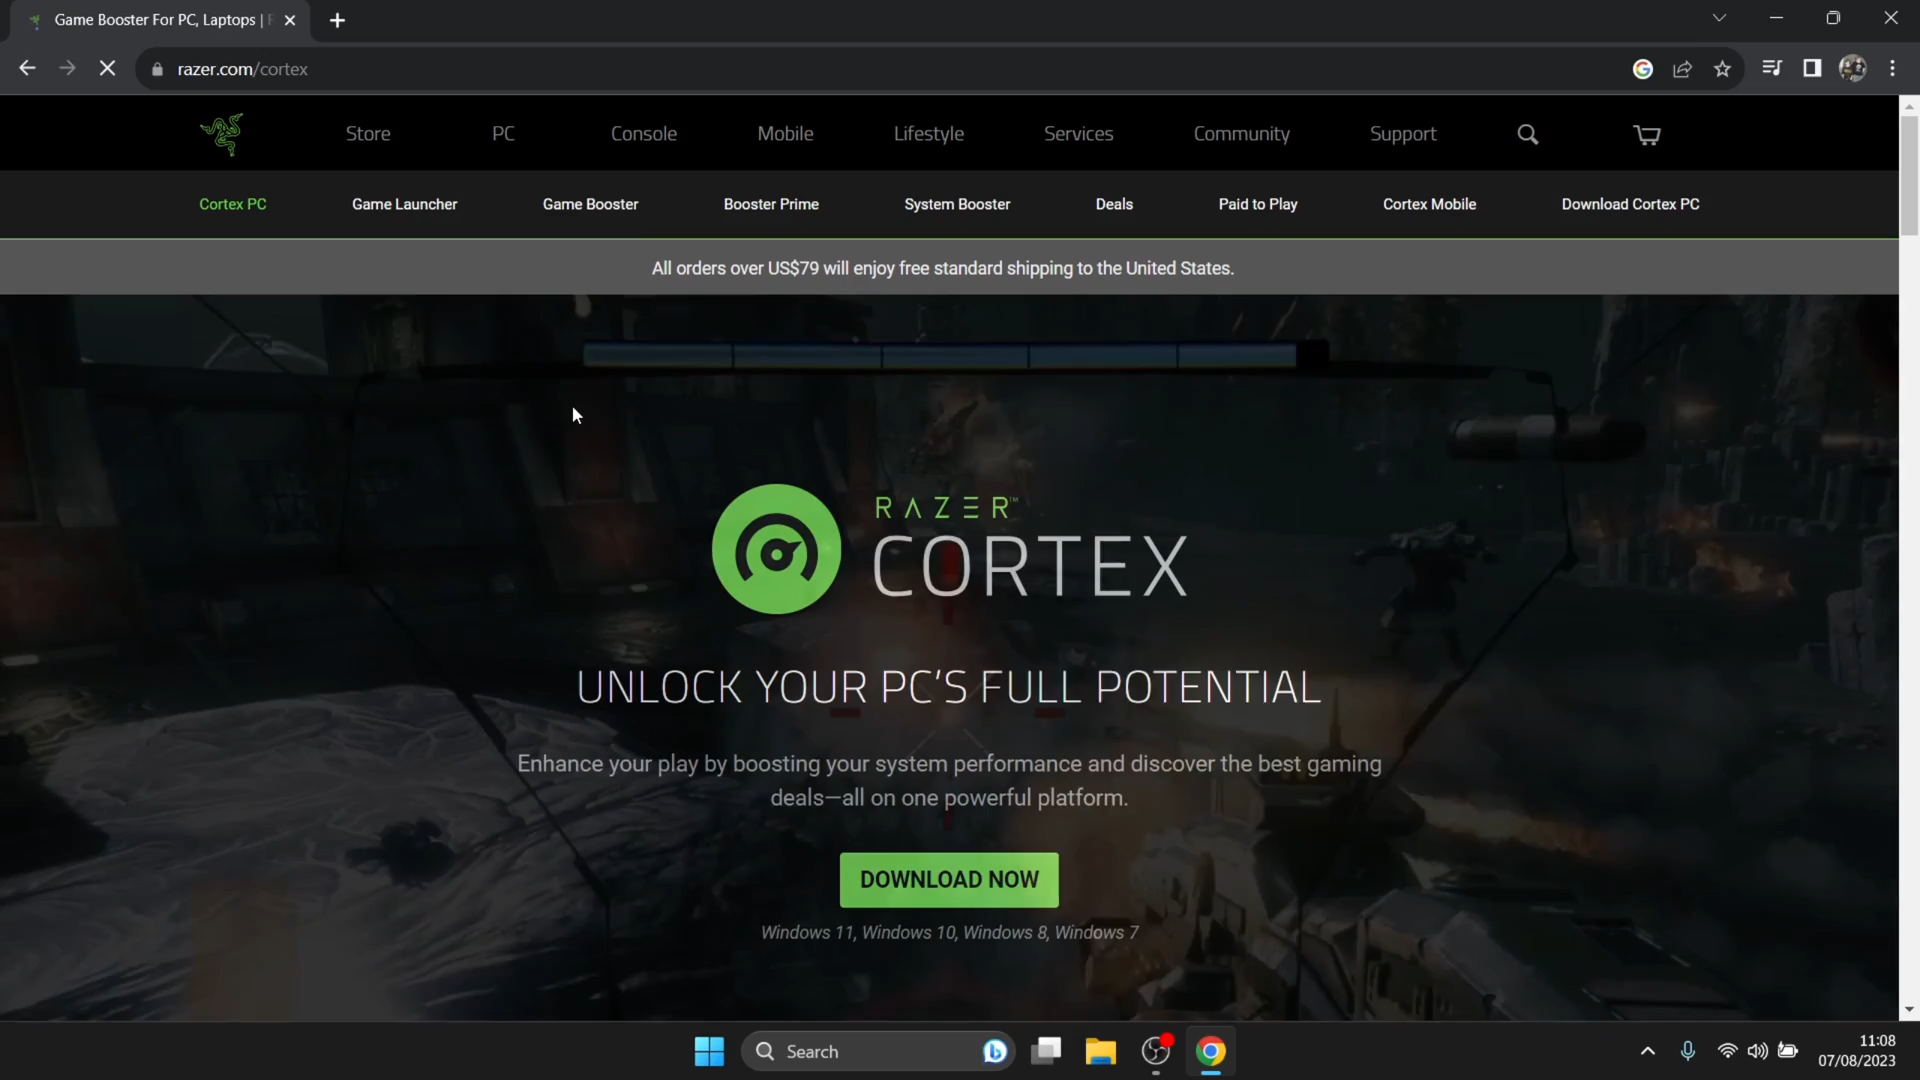 Game Booster For PC, Laptops |
razer.com/cortex
Store PC Console Mobile Lifestyle Services Community Support
Cortex PC Game Launcher Game Booster Booster Prime System Booster Deals Paid to Play Cortex Mobile Download Cortex PC
All orders over US$79 will enjoy free standard shipping to the United States.
RAZER™
CORTEX
UNLOCK YOUR PC'S FULL POTENTIAL
Enhance your play by boosting your system performance and discover the best gaming
deals—all on one powerful platform.
DOWNLOAD NOW
Windows 11, Windows 10, Windows 8, Windows 7
Search
11:08
07/08/2023